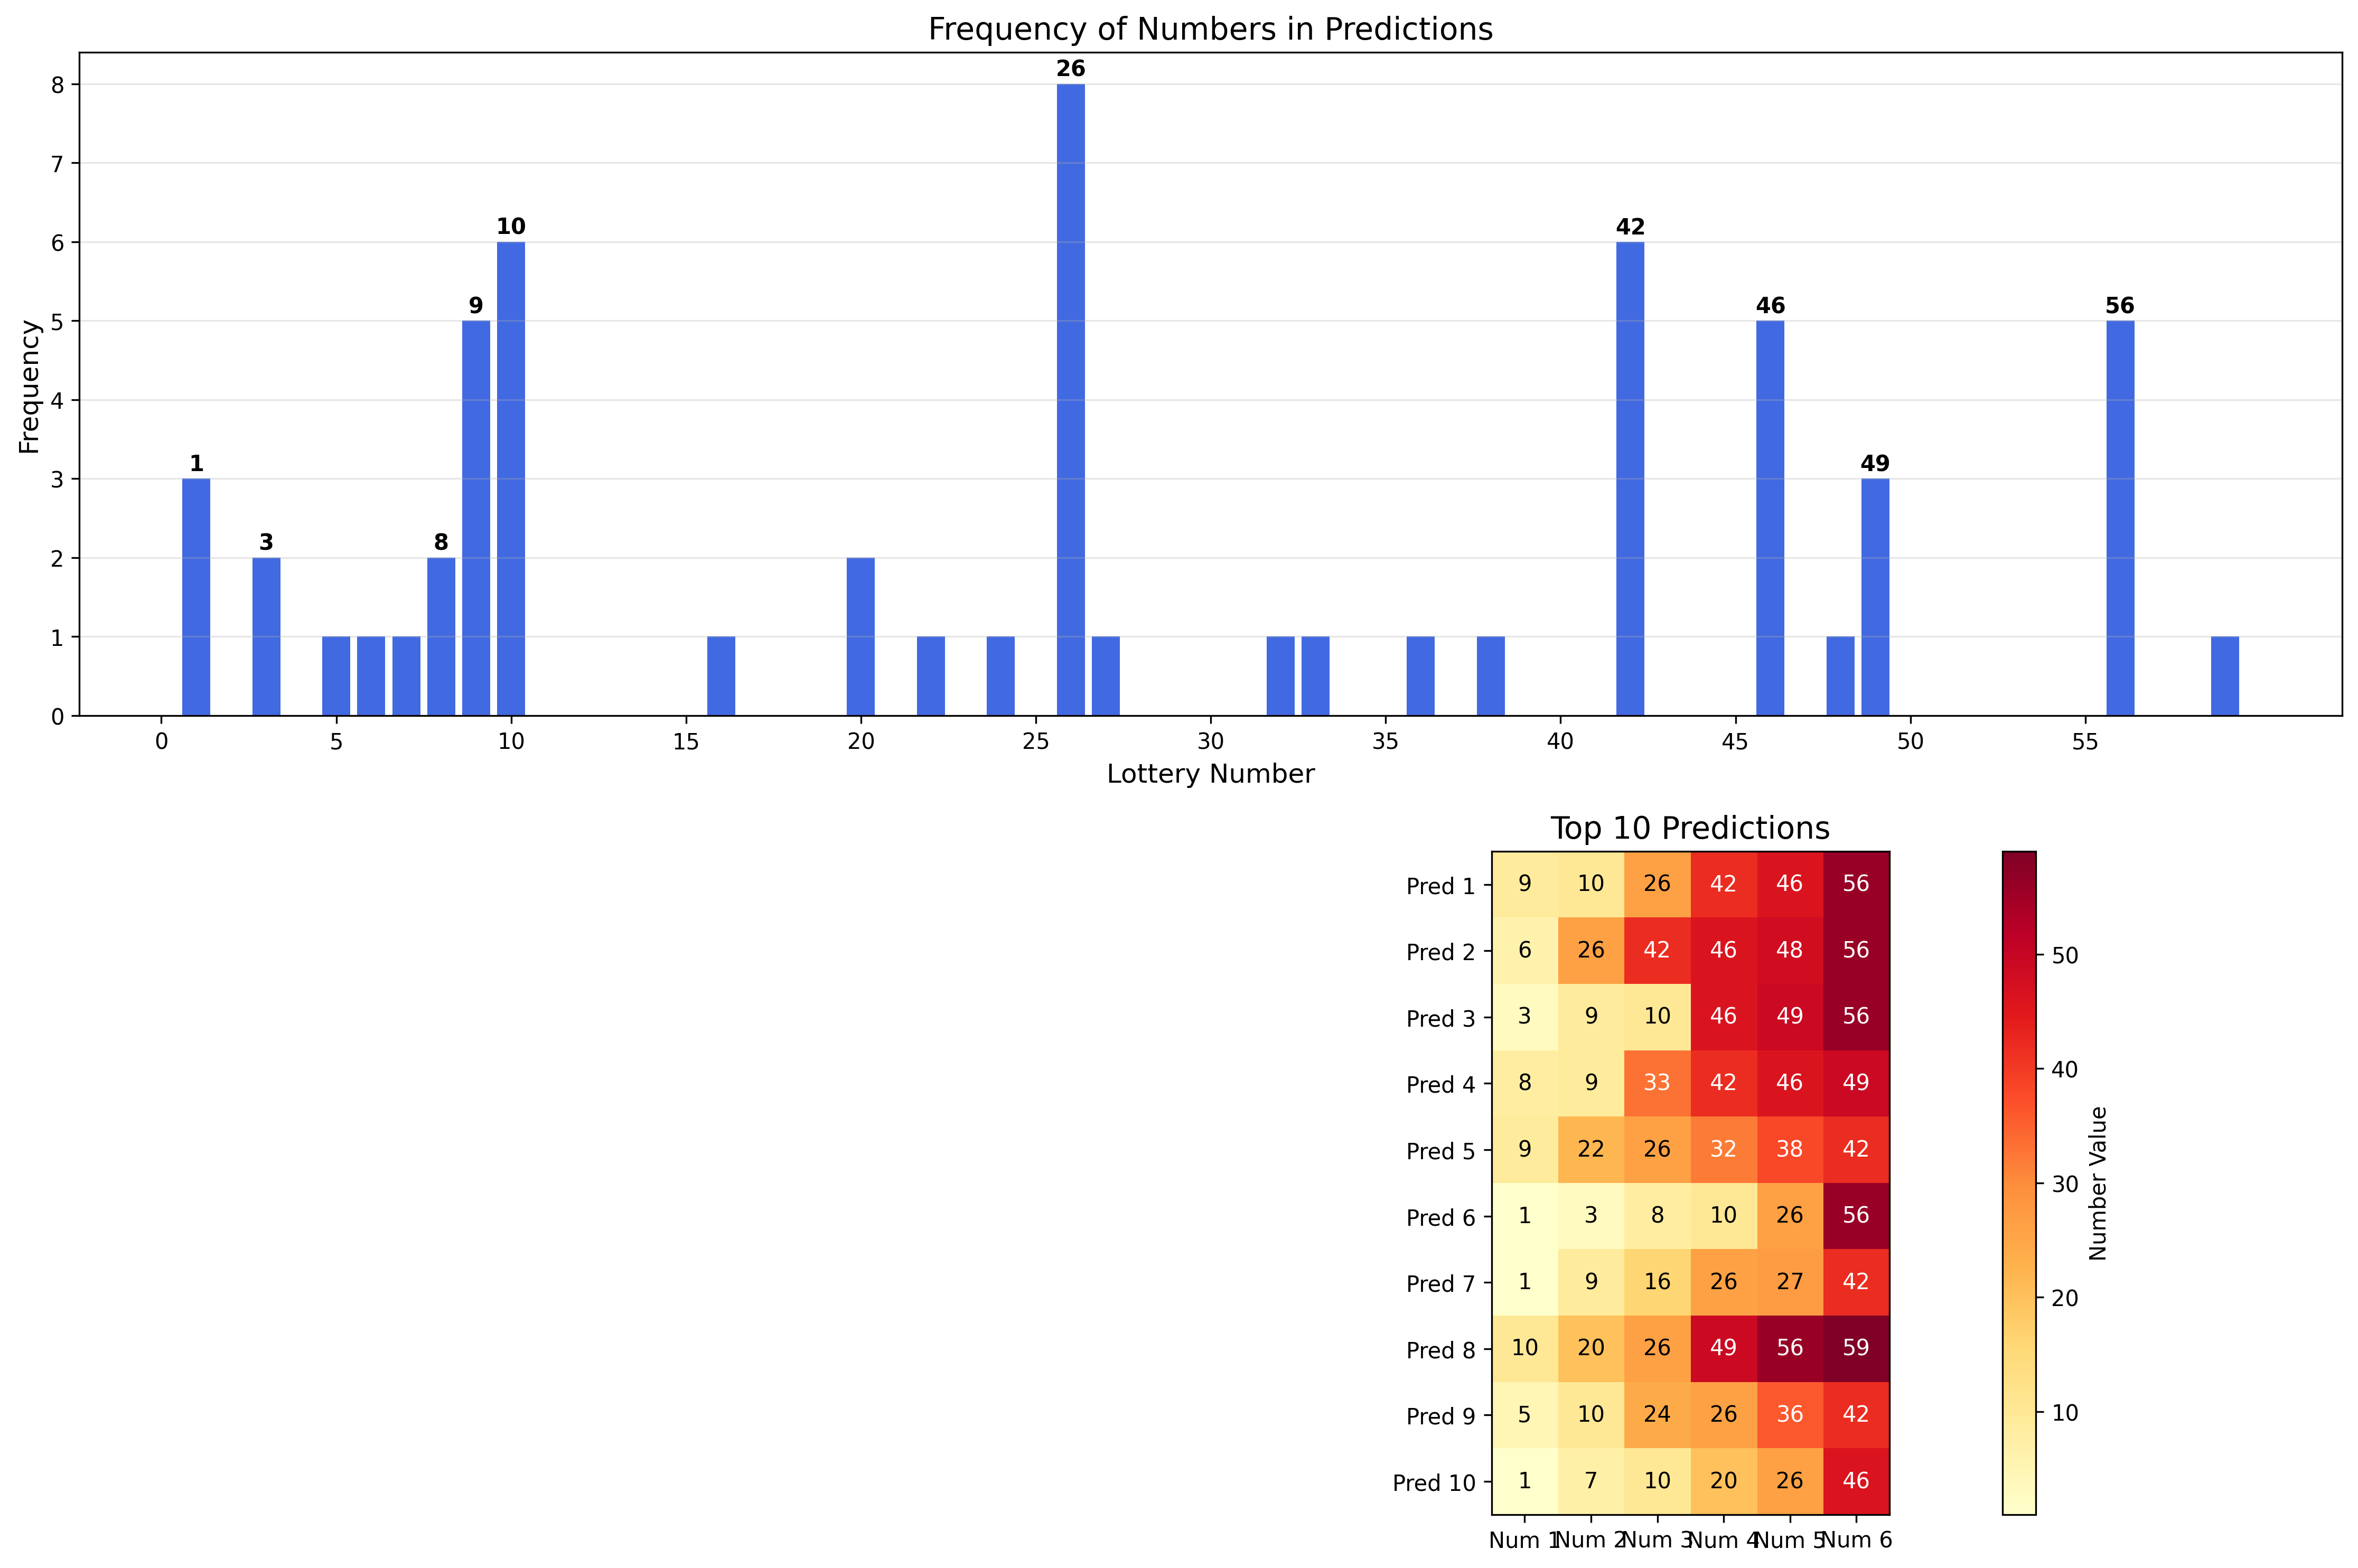 Frequency of Numbers in Predictions
8
7
6
5
4
3
2
1
0
Frequency
1
3
8
9
10
26
42
46
49
56
0 5 10 15 20 25 30 35 40 45 50 55
Lottery Number
Top 10 Predictions
Pred 1 9 10 26 42 46 56
Pred 2 6 26 42 46 48 56
Pred 3 3 9 10 46 49 56
Pred 4 8 9 33 42 46 49
Pred 5 9 22 26 32 38 42
Pred 6 1 3 8 10 26 56
Pred 7 1 9 16 26 27 42
Pred 8 10 20 26 49 56 59
Pred 9 5 10 24 26 36 42
Pred 10 1 7 10 20 26 46
Num 1 Num 2 Num 3 Num 4 Num 5 Num 6
50
40
30
20
10
Number Value